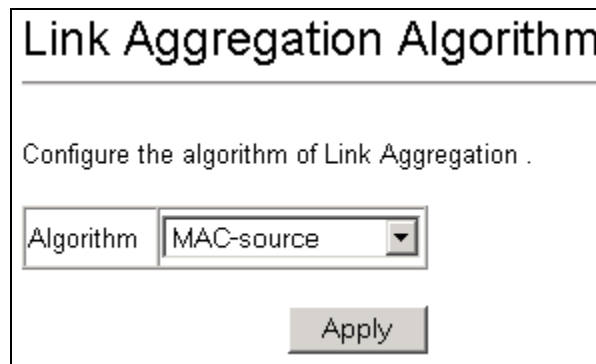 Link Aggregation Algorithm
Configure the algorithm of Link Aggregation .
Algorithm MAC-source
Apply